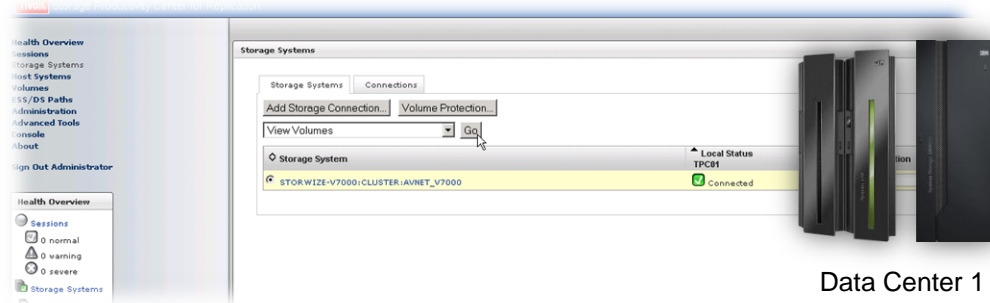 Storage Productivity Center for Replication
Health Overview
Sessions
Storage Systems
Host Systems
Volumes
ESS/DS Paths
Administration
Advanced Tools
Console
About
Sign Out Administrator
Health Overview
Sessions
0 normal
0 warning
0 severe
Storage Systems
Storage Systems
Storage Systems
Connections
Add Storage Connection...
Volume Protection...
View Volumes
Go
Storage System
Local Status
TPC01
STORWIZE-V7000:CLUSTER:AVNET_V7000
Connected
Data Center 1